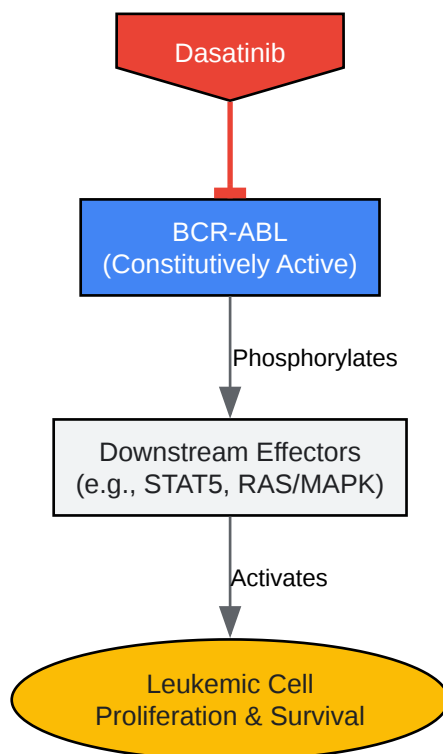 Dasatinib
BCR-ABL
(Constitutively Active)
Phosphorylates
Downstream Effectors
(e.g., STAT5, RAS/MAPK)
Activates
Leukemic Cell
Proliferation & Survival